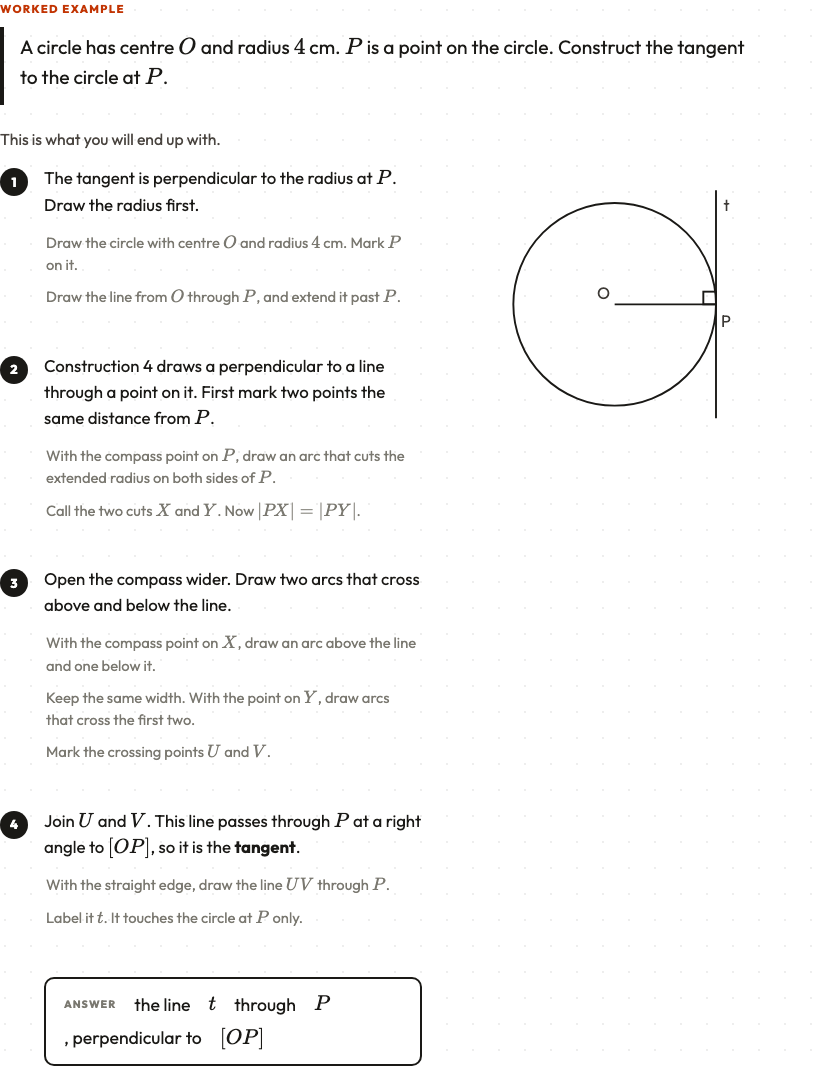 WORKED EXAMPLE
A circle has centre O and radius 4 cm. P is a point on the circle. Construct the tangent
to the circle at P.
This is what you will end up with.
1
The tangent is perpendicular to the radius at P.
Draw the radius first.
Draw the circle with centre O and radius 4 cm. Mark P
on it.
Draw the line from O through P, and extend it past P.
2
Construction 4 draws a perpendicular to a line
through a point on it. First mark two points the
same distance from P.
With the compass point on P, draw an arc that cuts the
extended radius on both sides of P.
Call the two cuts X and Y. Now |PX| = |PY|.
3
Open the compass wider. Draw two arcs that cross
above and below the line.
With the compass point on X, draw an arc above the line
and one below it.
Keep the same width. With the point on Y, draw arcs
that cross the first two.
Mark the crossing points U and V.
4
Join U and V. This line passes through P at a right
angle to [OP], so it is the tangent.
With the straight edge, draw the line UV through P.
Label it t. It touches the circle at P only.
ANSWER the line t through P
, perpendicular to [OP]
t
O
P